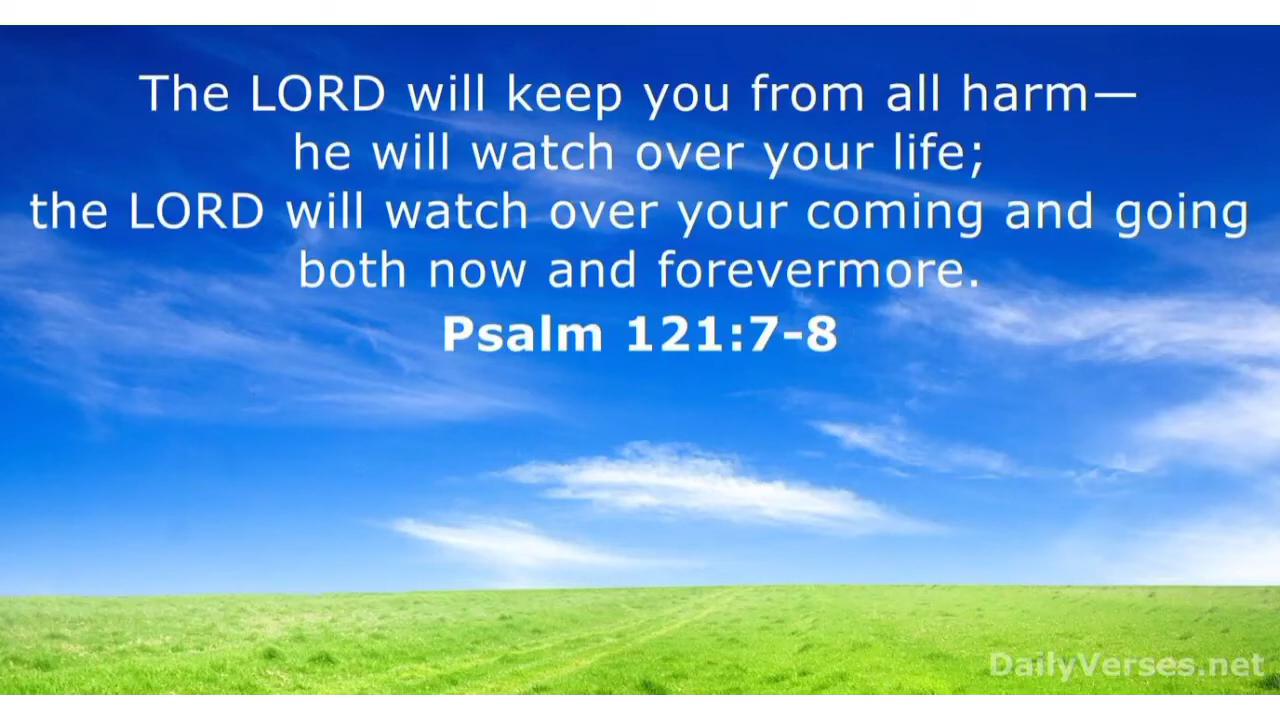 The LORD will keep you from all harm—
he will watch over your life;
the LORD will watch over your coming and going
both now and forevermore.
Psalm 121:7-8
DailyVerses.net